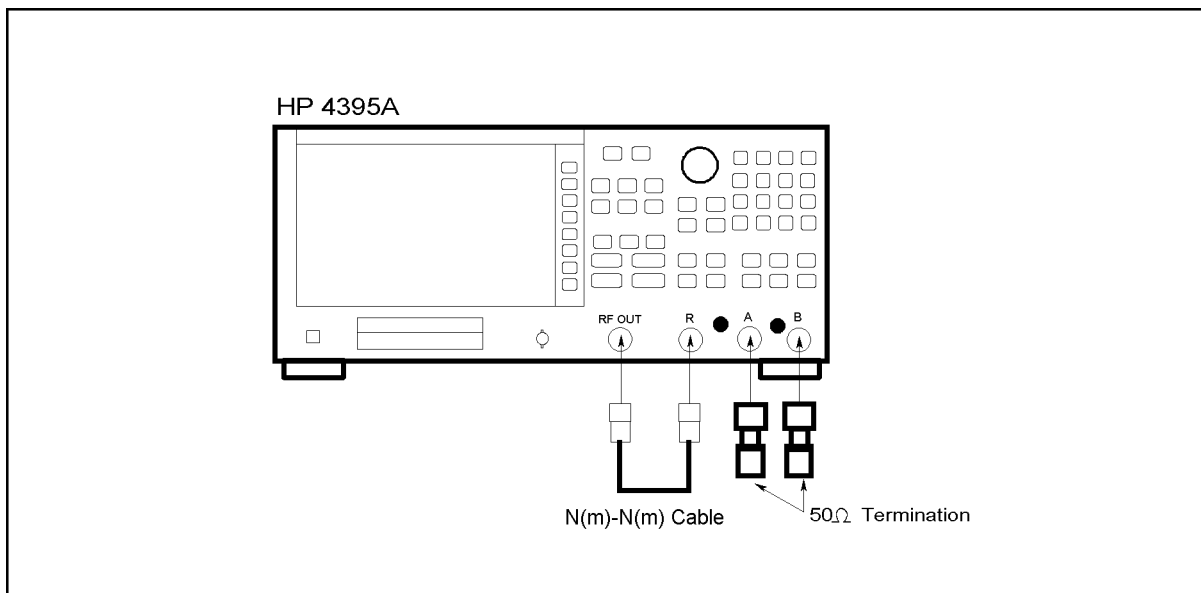 HP 4395A
RF OUT R A B
N(m)-N(m) Cable
50Ω Termination